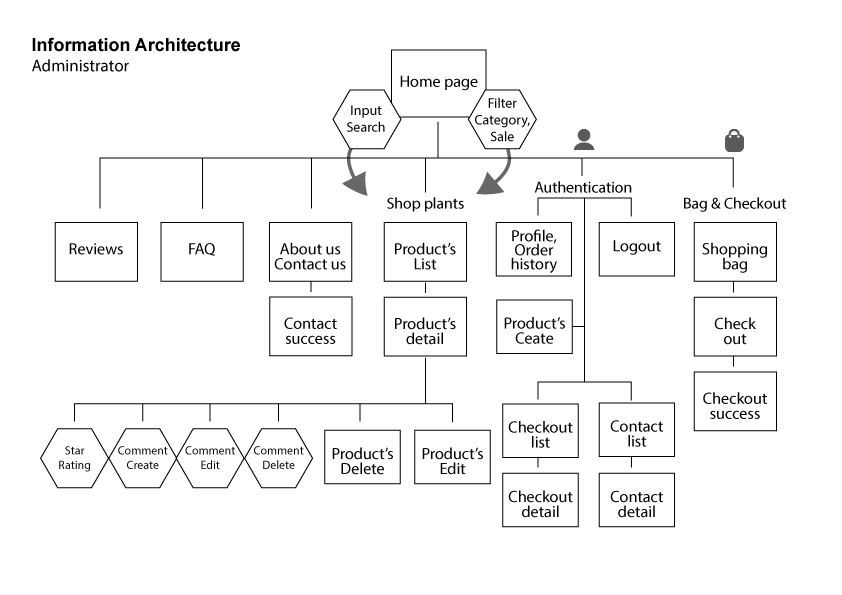 Information Architecture
Administrator
Home page
Input
Search
Filter
Category,
Sale
Authentication
Shop plants
Bag & Checkout
Reviews
FAQ
About us
Contact us
Product's
List
Profile,
Order
history
Logout
Shopping
bag
Contact
success
Product's
detail
Product's
Ceate
Check
out
Checkout
success
Star
Rating
Comment
Create
Comment
Edit
Comment
Delete
Product's
Delete
Product's
Edit
Checkout
list
Contact
list
Checkout
detail
Contact
detail